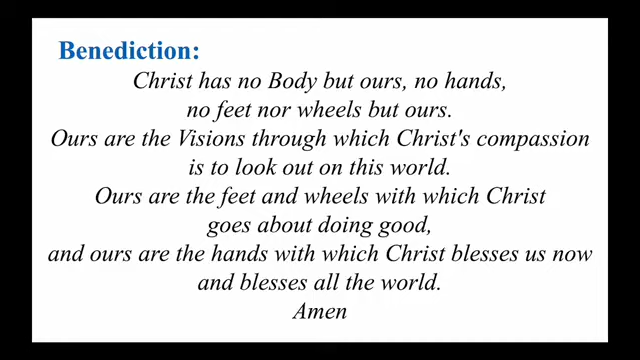 Benediction:
Christ has no Body but ours, no hands,
no feet nor wheels but ours.
Ours are the Visions through which Christ's compassion
is to look out on this world.
Ours are the feet and wheels with which Christ
goes about doing good,
and ours are the hands with which Christ blesses us now
and blesses all the world.
Amen